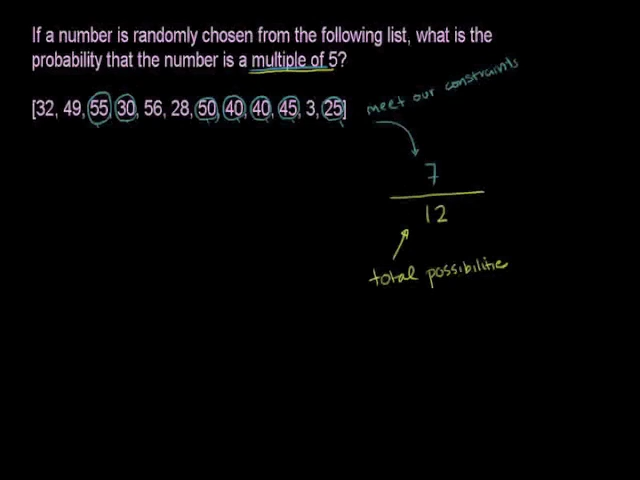 If a number is randomly chosen from the following list, what is the
probability that the number is a multiple of 5?
[32, 49, 55, 30, 56, 28, 50, 40, 40, 45, 3, 25]
meet our constraints
7
12
total possibilitie